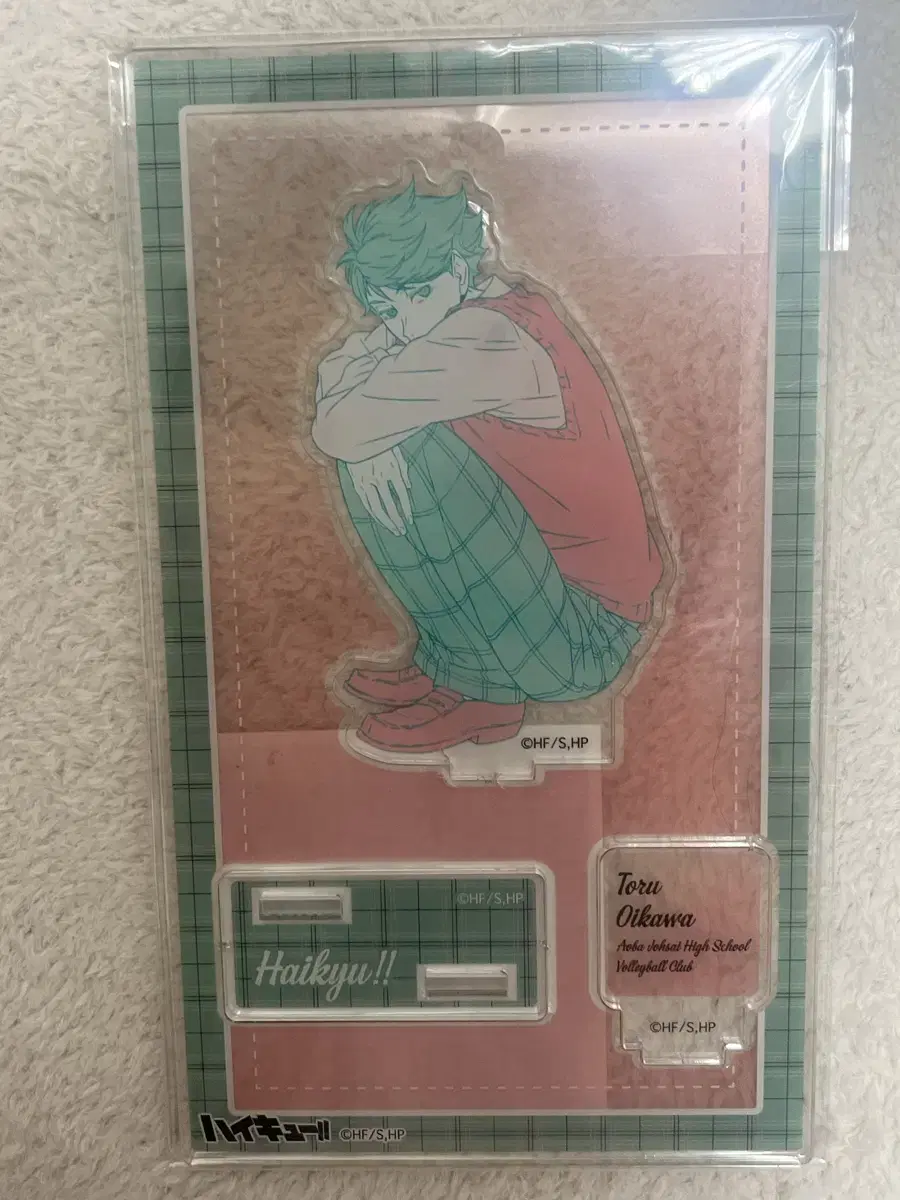 ©HF/S,HP
©HF/S,HP
Haikyu!!
Toru
Oikawa
Aoba Johsai High School
Volleyball Club
©HF/S,HP
ハイキュー!! ©HF/S,HP